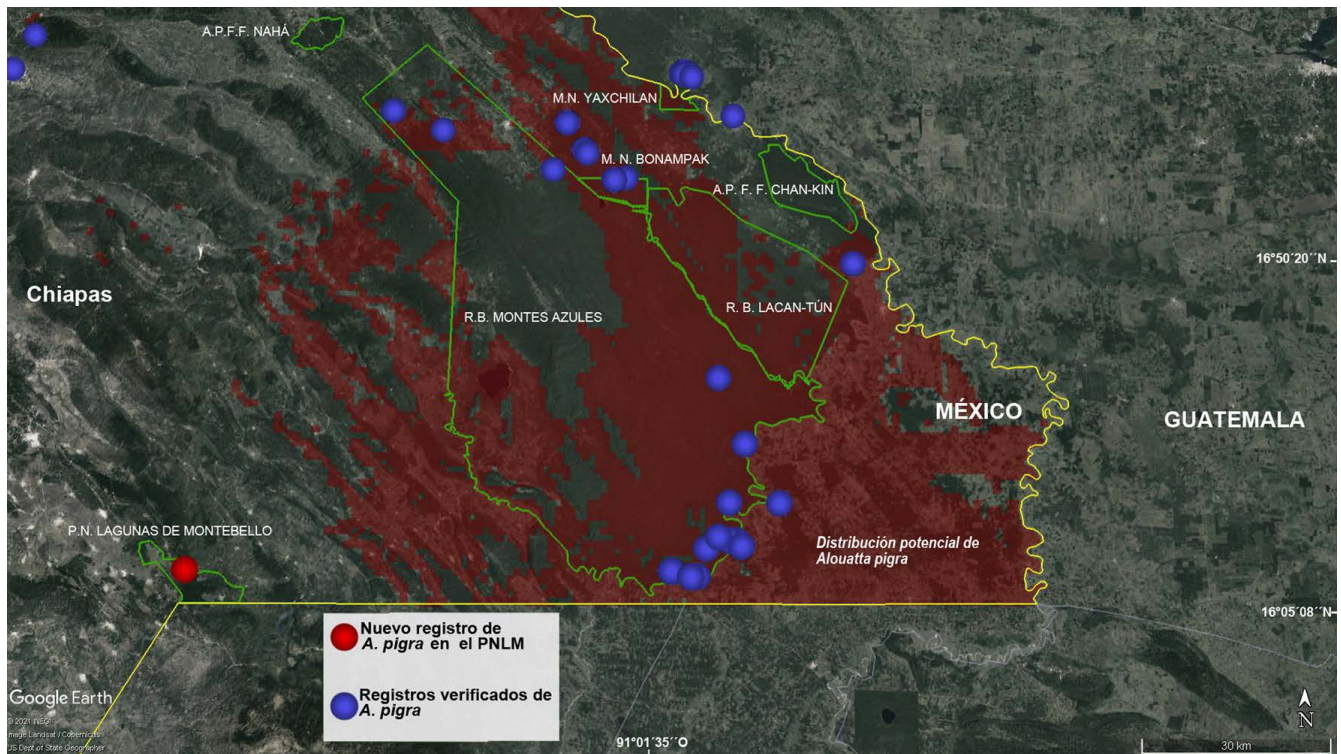 A.P.F.F. NAHÁ
M.N. YAXCHILAN
M. N. BONAMPAK
A.P. F. F. CHAN-KIN
16°50´20´´N
Chiapas
R.B. MONTES AZULES
R. B. LACAN-TÚN
MÉXICO
GUATEMALA
P.N. LAGUNAS DE MONTEBELLO
Distribución potencial de
Alouatta pigra
16°05´08´´N
Nuevo registro de
A. pigra en el PNLM
Registros verificados de
A. pigra
Google Earth
© 2021 INEGI
Image Landsat / Copernicus
US Dept of State Geographer
91°01´35´´O
N
30 km